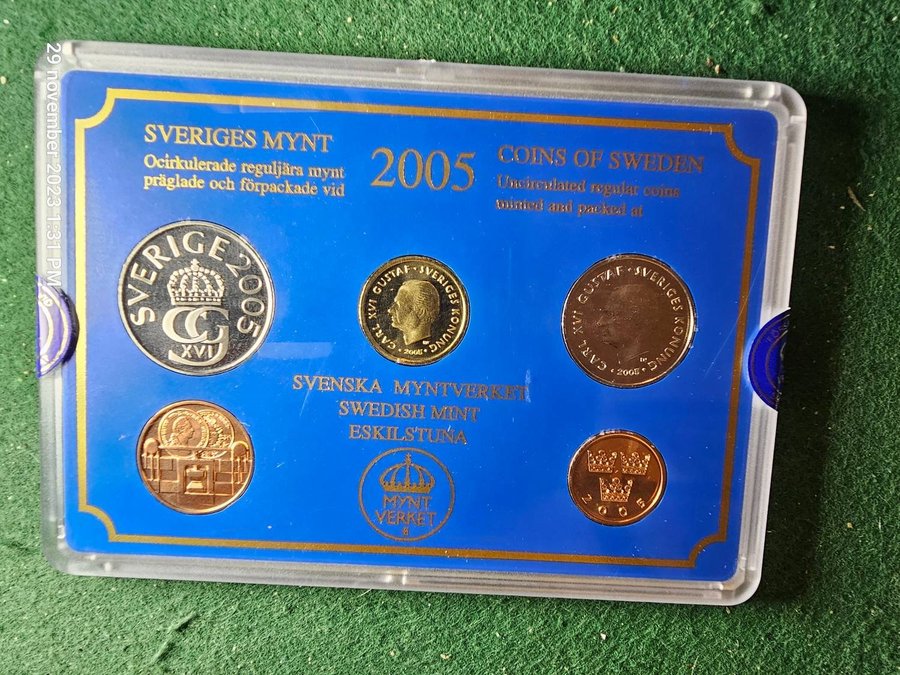 29 november 2023 1:31 PM
SVERIGES MYNT
Ocirkulerade reguljära mynt
präglade och förpackade vid
2005
COINS OF SWEDEN
Uncirculated regular coins
minted and packed at
SVERIGE 2005
CG
XVI
CARL XVI GUSTAF · SVERIGES KONUNG
· 2005 ·
CARL XVI GUSTAF · SVERIGES KONUNG
· 2005 ·
SVENSKA MYNTVERKET
SWEDISH MINT
ESKILSTUNA
MYNT
VERKET
2005